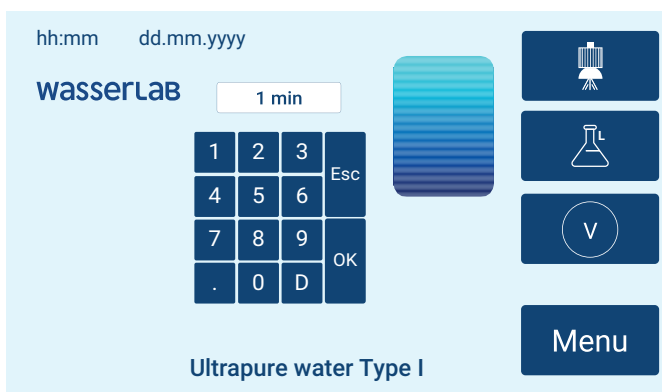 hh:mm dd.mm.yyyy
wasserLAB
1 min
1 2 3
Esc
4 5 6
7 8 9
OK
. 0 D
L
V
Menu
Ultrapure water Type I